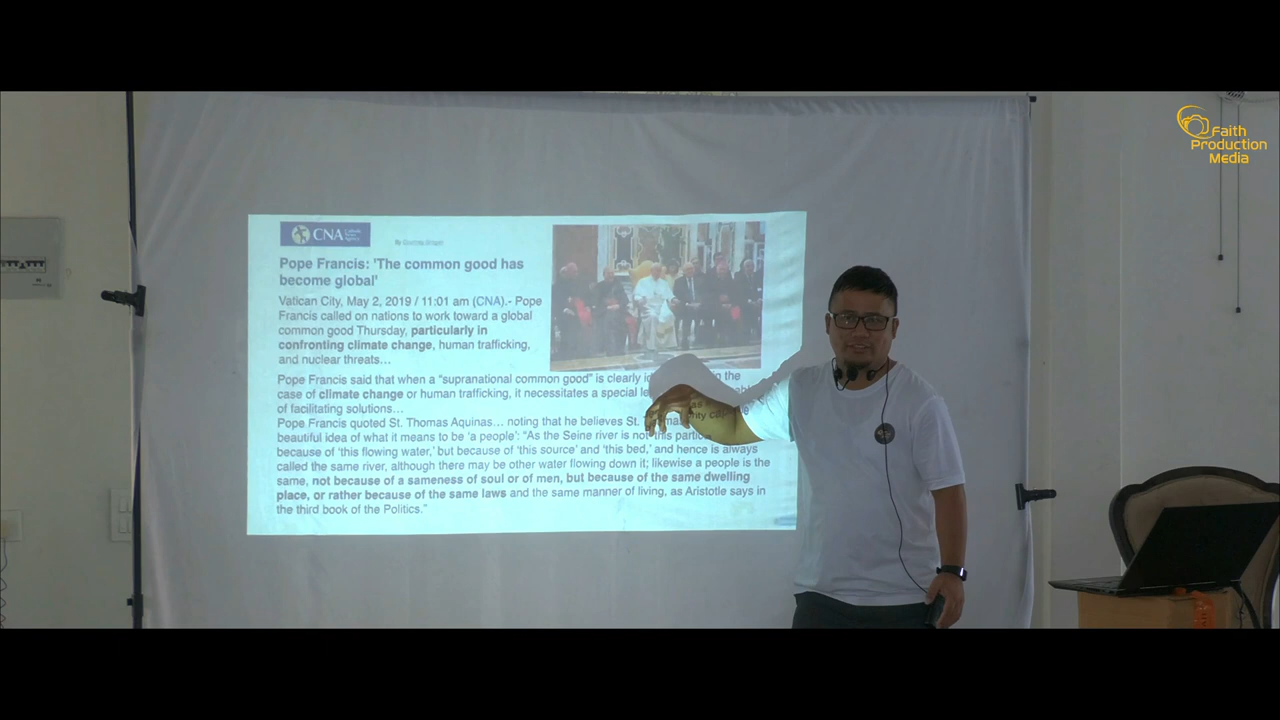 Faith
Production
Media
CNA Catholic News Agency
Pope Francis: 'The common good has
become global'
Vatican City, May 2, 2019 / 11:01 am (CNA).- Pope
Francis called on nations to work toward a global
common good Thursday, particularly in
confronting climate change, human trafficking,
and nuclear threats…
Pope Francis said that when a “supranational common good” is clearly the
case of climate change or human trafficking, it necessitates a special
of facilitating solutions…
Pope Francis quoted St. Thomas Aquinas… noting that he believes St.
beautiful idea of what it means to be 'a people': “As the Seine river is not 'this
because of 'this flowing water,' but because of 'this source' and 'this bed,' and hence is always
called the same river, although there may be other water flowing down it; likewise a people is the
same, not because of a sameness of soul or of men, but because of the same dwelling
place, or rather because of the same laws and the same manner of living, as Aristotle says in
the third book of the Politics.”